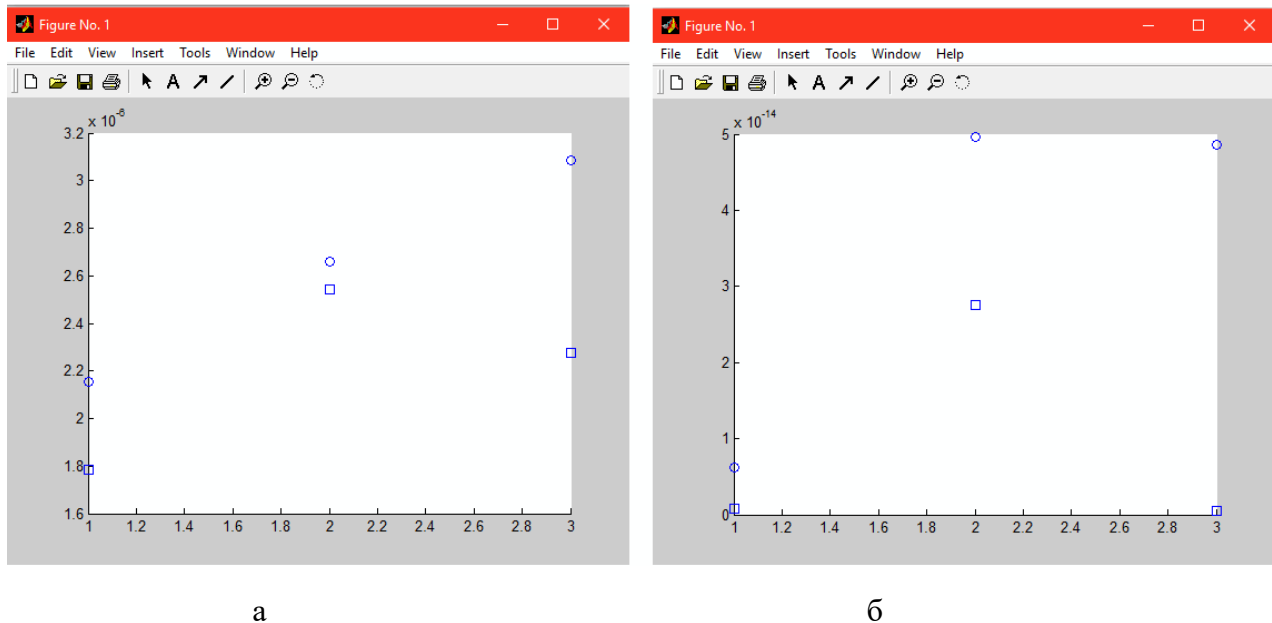 Figure No. 1
File Edit View Insert Tools Window Help
A
x 10^-6
3.2
3
2.8
2.6
2.4
2.2
2
1.8
1.6
1 1.2 1.4 1.6 1.8 2 2.2 2.4 2.6 2.8 3
а
Figure No. 1
File Edit View Insert Tools Window Help
A
x 10^-14
5
4
3
2
1
0
1 1.2 1.4 1.6 1.8 2 2.2 2.4 2.6 2.8 3
б